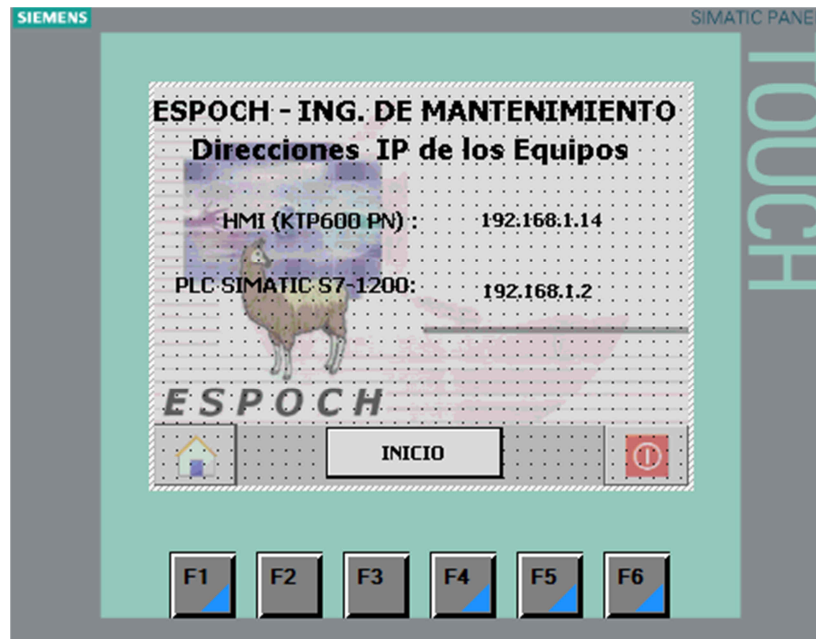 SIEMENS
SIMATIC PANEL
TOUCH
ESPOCH - ING. DE MANTENIMIENTO
Direcciones IP de los Equipos
HMI (KTP600 PN) : 192.168.1.14
PLC SIMATIC S7-1200: 192.168.1.2
ESPOCH
INICIO
F1 F2 F3 F4 F5 F6